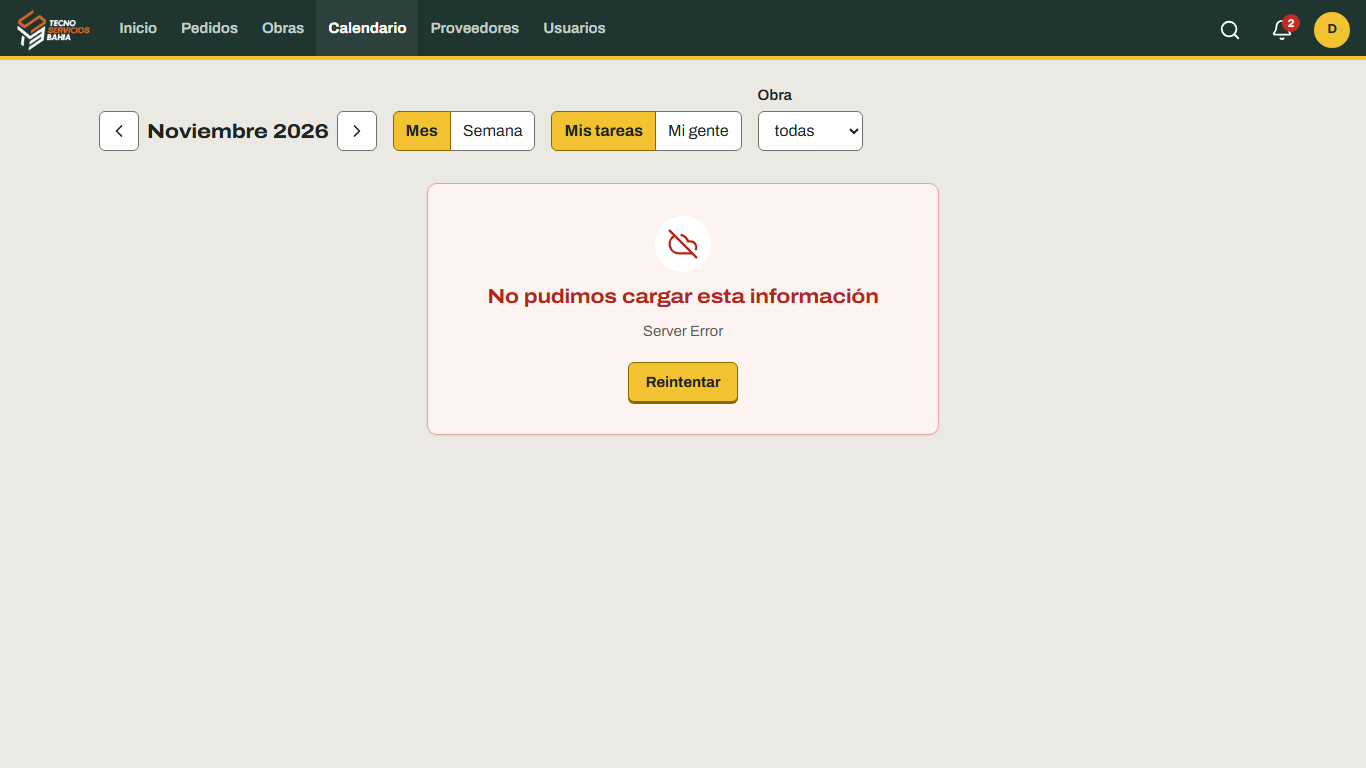 TECNO
SERVICIOS
BAHIA
Inicio
Pedidos
Obras
Calendario
Proveedores
Usuarios
2
D
Obra
Noviembre 2026
Mes
Semana
Mis tareas
Mi gente
todas
No pudimos cargar esta información
Server Error
Reintentar